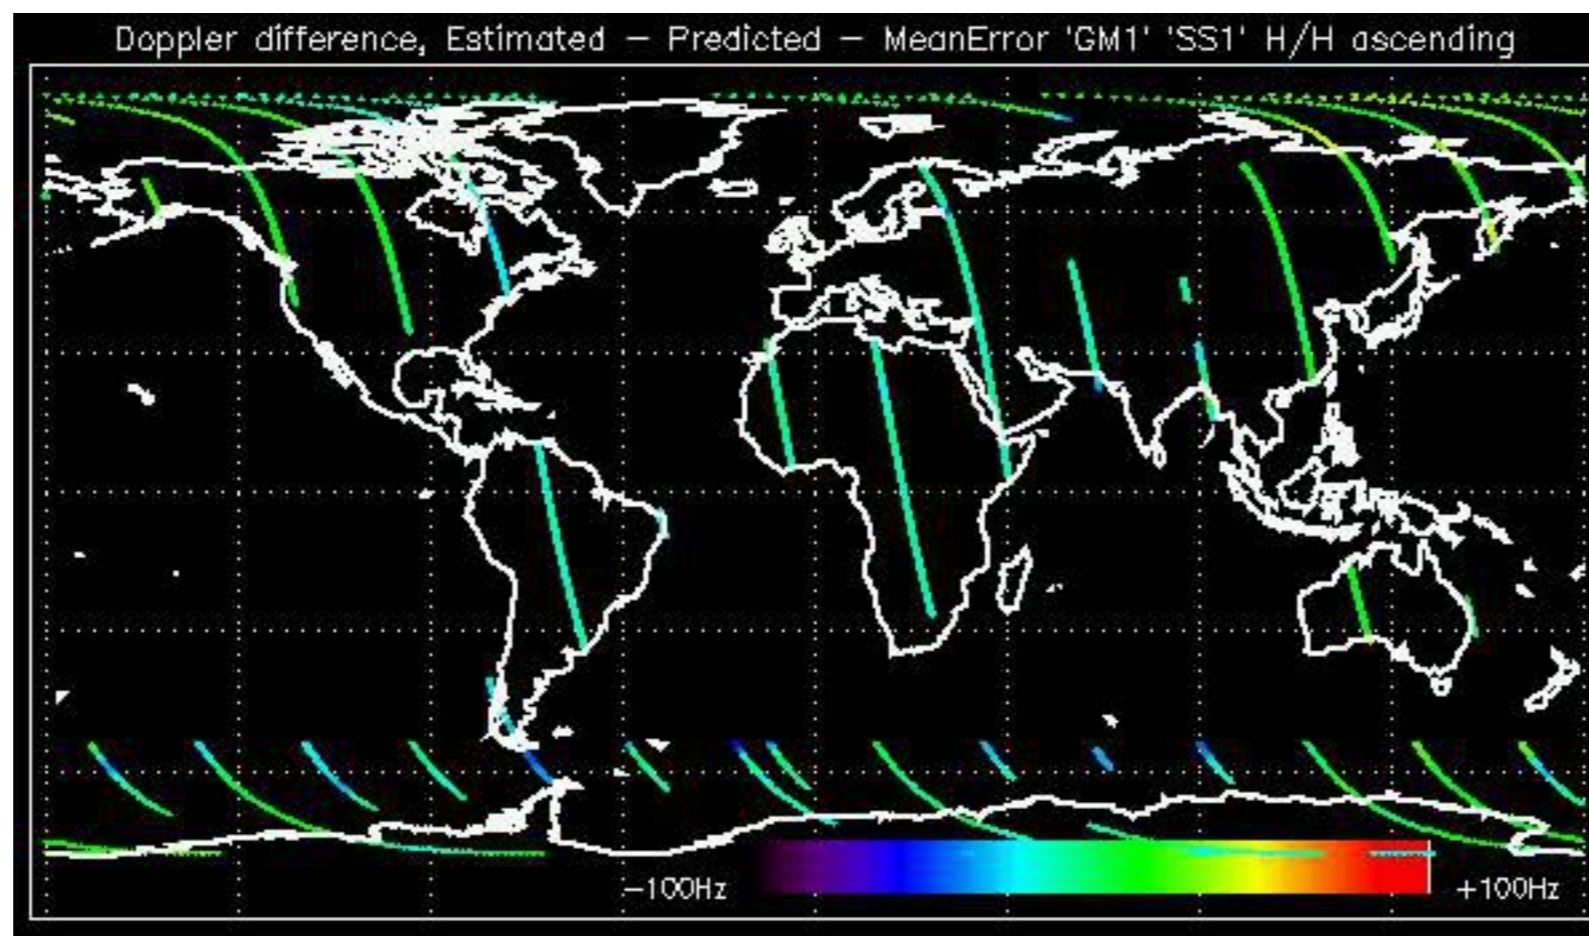 Doppler difference, Estimated – Predicted – MeanError 'GM1' 'SS1' H/H ascending
–100Hz +100Hz